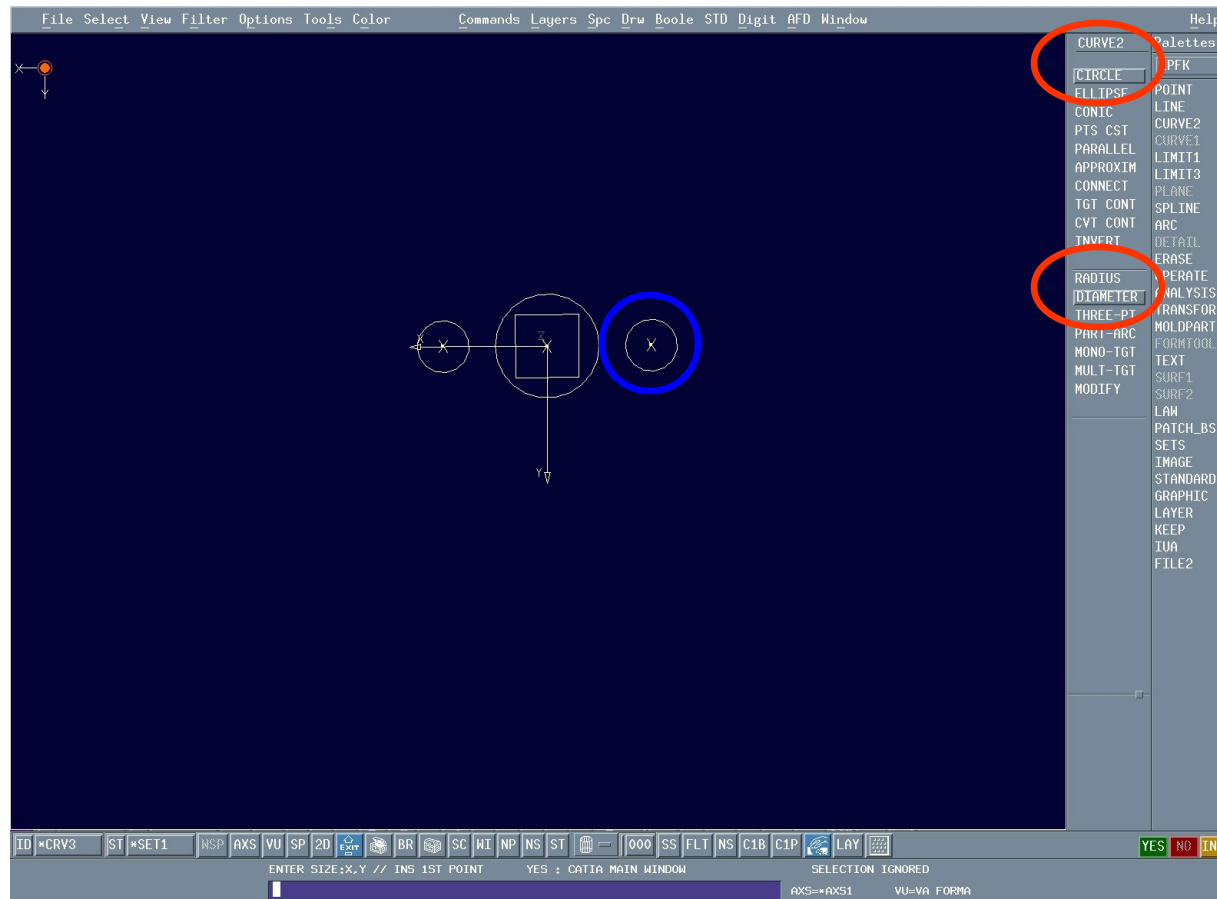 File Select View Filter Options Tools Color Commands Layers Spc Drw Boole STD Digit AFD Window Help
X
Y
X
Z
Y
CURVE2
CIRCLE
ELLIPSE
CONIC
PTS CST
PARALLEL
APPROXIM
CONNECT
TGT CONT
CVT CONT
INVERT
RADIUS
DIAMETER
THREE-PT
PART-ARC
MONO-TGT
MULT-TGT
MODIFY
Palettes
POINT
LINE
CURVE2
CURVE1
LIMIT1
LIMIT3
PLANE
SPLINE
ARC
DETAIL
ERASE
OPERATE
ANALYSIS
TRANSFOR
MOLDPART
FORMTOOL
TEXT
SURF1
SURF2
LAW
PATCH_BS
SETS
IMAGE
STANDARD
GRAPHIC
LAYER
KEEP
IUA
FILE2
ID *CRV3 ST *SET1 WSP AXS VU SP 2D EXIT BR SC WI NP NS ST 000 SS FLT NS C1B C1P LAY YES NO IN
ENTER SIZE:X,Y // INS 1ST POINT YES : CATIA MAIN WINDOW SELECTION IGNORED
AXS=*AXS1 VU=VA FORMA